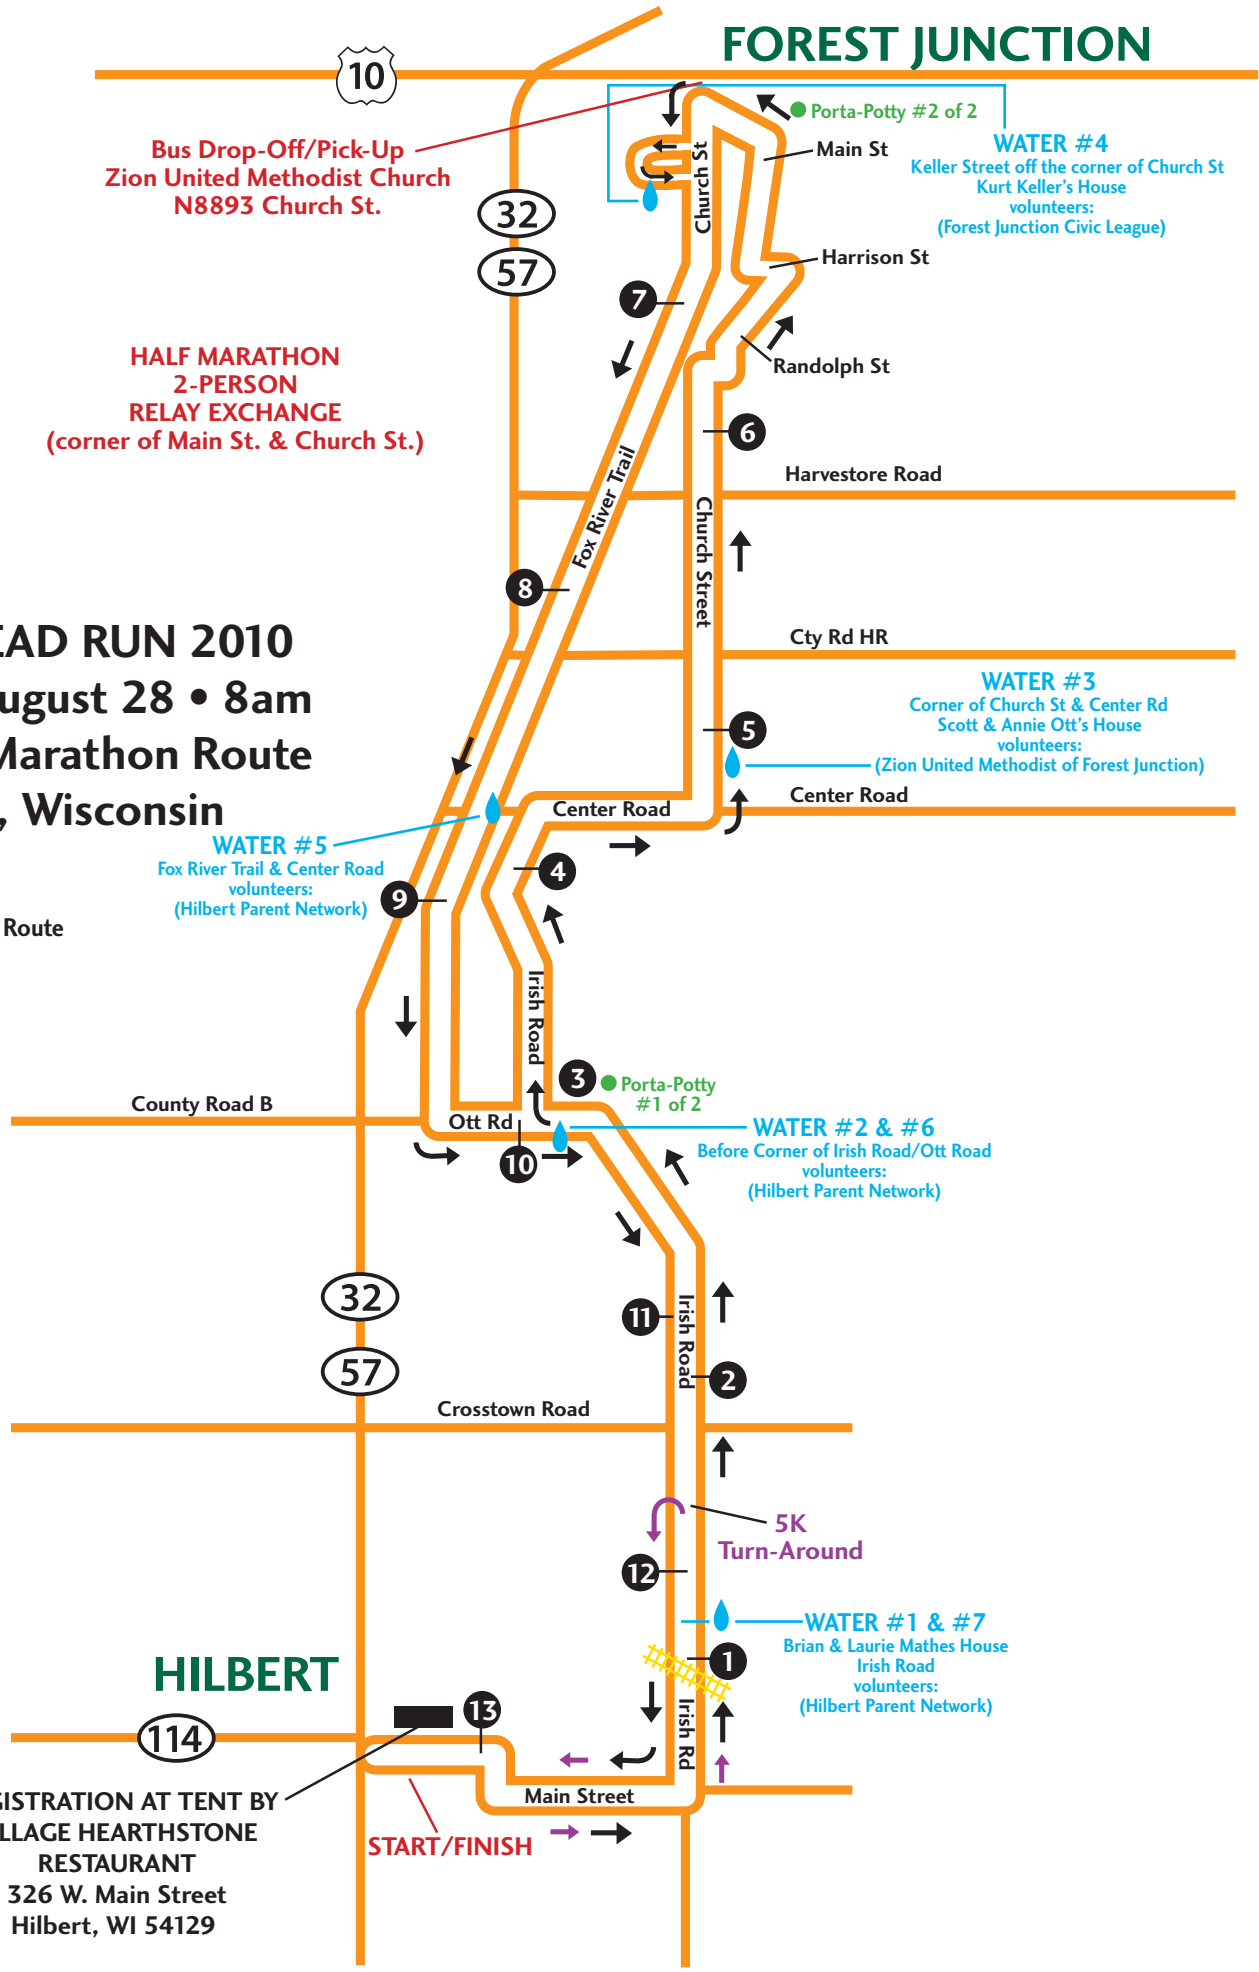 FOREST JUNCTION
10
Bus Drop-Off/Pick-Up
Zion United Methodist Church
N8893 Church St.
Porta-Potty #2 of 2
Main St
WATER #4
Keller Street off the corner of Church St
Kurt Keller's House
volunteers:
(Forest Junction Civic League)
Church St
32
57
Harrison St
7
HALF MARATHON
2-PERSON
RELAY EXCHANGE
(corner of Main St. & Church St.)
Randolph St
6
Harvestore Road
Fox River Trail
Church Street
8
EAD RUN 2010
ugust 28 • 8am
Marathon Route
, Wisconsin
Route
Cty Rd HR
WATER #3
Corner of Church St & Center Rd
Scott & Annie Ott's House
volunteers:
(Zion United Methodist of Forest Junction)
5
Center Road
Center Road
WATER #5
Fox River Trail & Center Road
volunteers:
(Hilbert Parent Network)
4
9
Irish Road
3
Porta-Potty
#1 of 2
County Road B
Ott Rd
10
WATER #2 & #6
Before Corner of Irish Road/Ott Road
volunteers:
(Hilbert Parent Network)
32
57
11
Irish Road
2
Crosstown Road
5K
Turn-Around
12
WATER #1 & #7
Brian & Laurie Mathes House
Irish Road
volunteers:
(Hilbert Parent Network)
1
HILBERT
114
13
Irish Rd
Main Street
START/FINISH
GISTRATION AT TENT BY
LLAGE HEARTHSTONE
RESTAURANT
326 W. Main Street
Hilbert, WI 54129